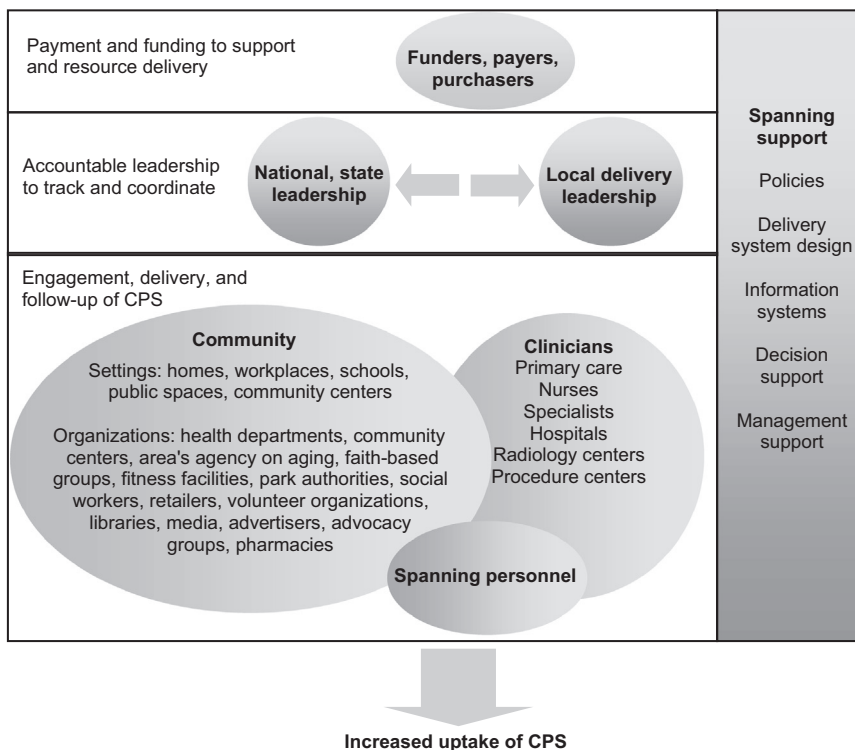 Payment and funding to support
and resource delivery
Funders, payers,
purchasers
Accountable leadership
to track and coordinate
National, state
leadership
Local delivery
leadership
Engagement, delivery, and
follow-up of CPS
Community
Settings: homes, workplaces, schools,
public spaces, community centers
Organizations: health departments, community
centers, area's agency on aging, faith-based
groups, fitness facilities, park authorities, social
workers, retailers, volunteer organizations,
libraries, media, advertisers, advocacy
groups, pharmacies
Clinicians
Primary care
Nurses
Specialists
Hospitals
Radiology centers
Procedure centers
Spanning personnel
Spanning
support
Policies
Delivery
system design
Information
systems
Decision
support
Management
support
Increased uptake of CPS